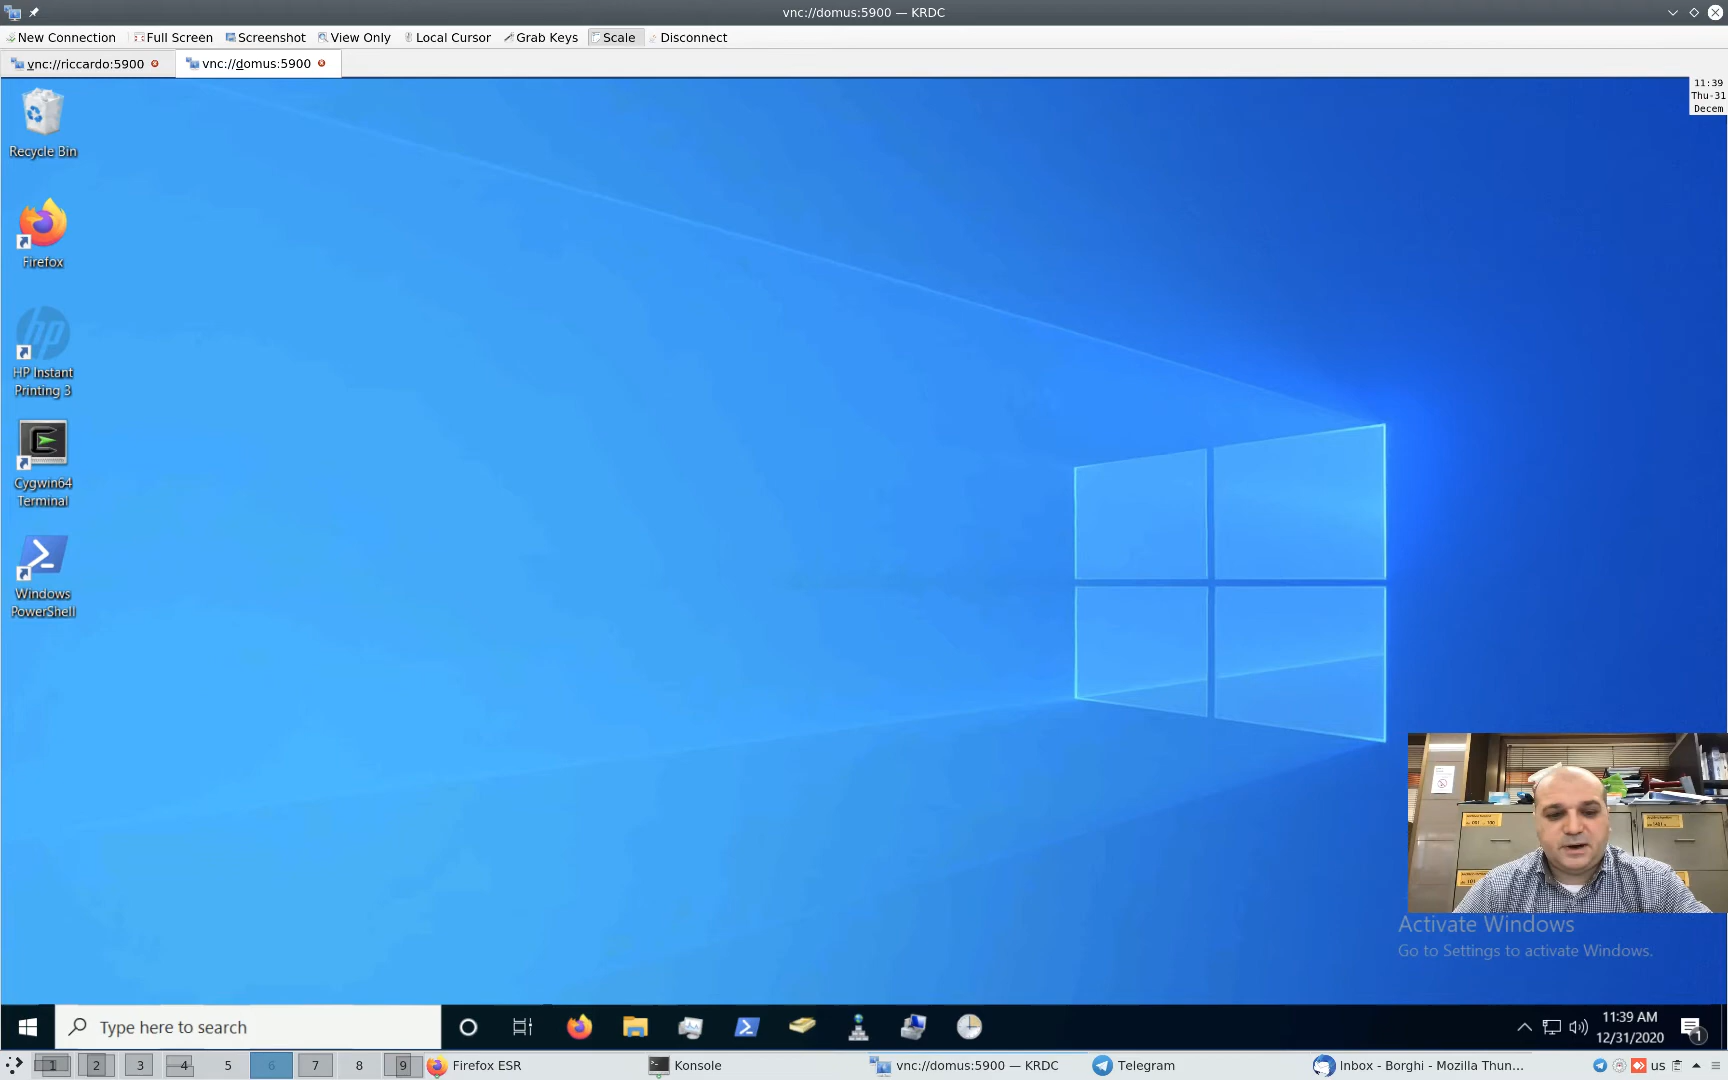 vnc://domus:5900 — KRDC
New Connection Full Screen Screenshot View Only Local Cursor Grab Keys Scale Disconnect
vnc://riccardo:5900 vnc://domus:5900
11:39
Thu-31
Decem
Recycle Bin
Firefox
HP Instant
Printing 3
Cygwin64
Terminal
Windows
PowerShell
Activate Windows
Go to Settings to activate Windows.
Type here to search
11:39 AM
12/31/2020
1
1 2 3 4 5 6 7 8 9 Firefox ESR Konsole vnc://domus:5900 — KRDC Telegram Inbox - Borghi - Mozilla Thun... us